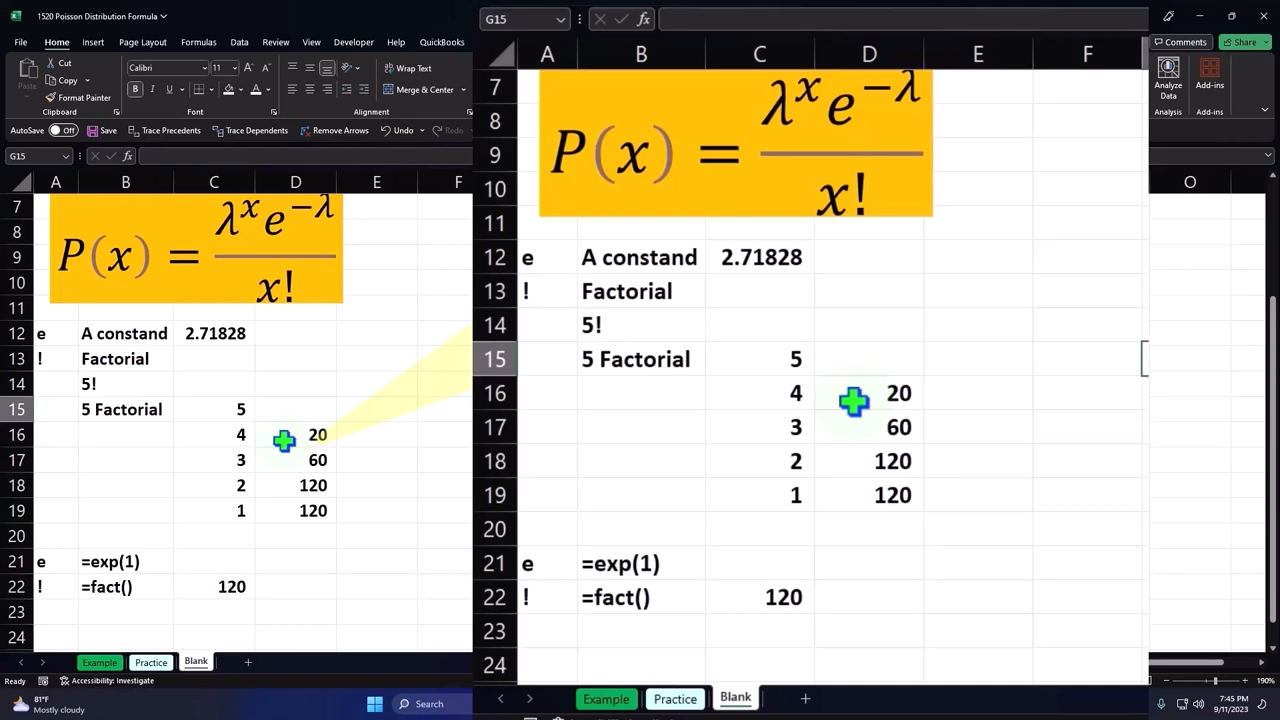 1520 Poisson Distribution Formula
File Home Insert Page Layout Formulas Data Review View Developer Help QuickBooks
Comments Share
Cut
Copy
Format Painter
Clipboard
Calibri 11
B I U
Font
Wrap Text
Merge & Center
Alignment
Analyze Data
Add-ins
AutoSave Off Save Trace Precedents Trace Dependents Remove Arrows Undo Redo
G15 fx
A B C D E F
7
8
9
10
11
P(x) = λ^x e^−λ / x!
12 e A constand 2.71828
13 ! Factorial
14 5!
15 5 Factorial 5
16 4 20
17 3 60
18 2 120
19 1 120
20
21 e =exp(1)
22 ! =fact() 120
23
24
Example Practice Blank
Ready Accessibility: Investigate
81°F
Mostly cloudy
Search
G15 fx
A B C D E F
7
8
9
10
11
P(x) = λ^x e^−λ / x!
12 e A constand 2.71828
13 ! Factorial
14 5!
15 5 Factorial 5
16 4 20
17 3 60
18 2 120
19 1 120
20
21 e =exp(1)
22 ! =fact() 120
23
24
Example Practice Blank
O
190%
7:45 PM
9/11/2023